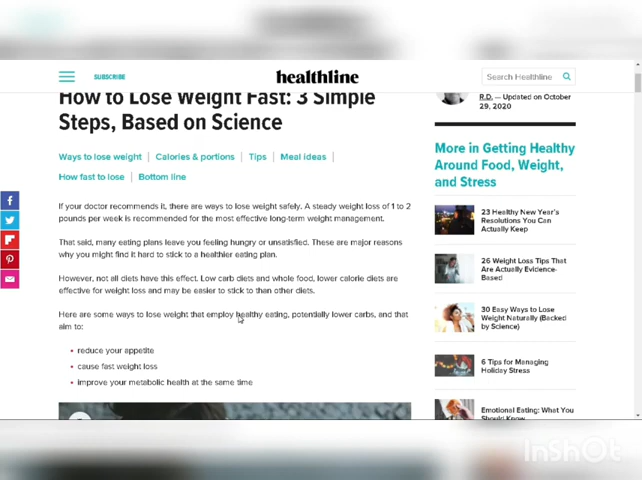 SUBSCRIBE
healthline
Search Healthline
How to Lose Weight Fast: 3 Simple
Steps, Based on Science
Ways to lose weight | Calories & portions | Tips | Meal ideas |
How fast to lose | Bottom line
If your doctor recommends it, there are ways to lose weight safely. A steady weight loss of 1 to 2
pounds per week is recommended for the most effective long-term weight management.
That said, many eating plans leave you feeling hungry or unsatisfied. These are major reasons
why you might find it hard to stick to a healthier eating plan.
However, not all diets have this effect. Low carb diets and whole food, lower calorie diets are
effective for weight loss and may be easier to stick to than other diets.
Here are some ways to lose weight that employ healthy eating, potentially lower carbs, and that
aim to:
• reduce your appetite
• cause fast weight loss
• improve your metabolic health at the same time
R.D. — Updated on October
29, 2020
More in Getting Healthy
Around Food, Weight,
and Stress
23 Healthy New Year's
Resolutions You Can
Actually Keep
26 Weight Loss Tips That
Are Actually Evidence-
Based
30 Easy Ways to Lose
Weight Naturally (Backed
by Science)
6 Tips for Managing
Holiday Stress
Emotional Eating: What You
Should Know
InShOt